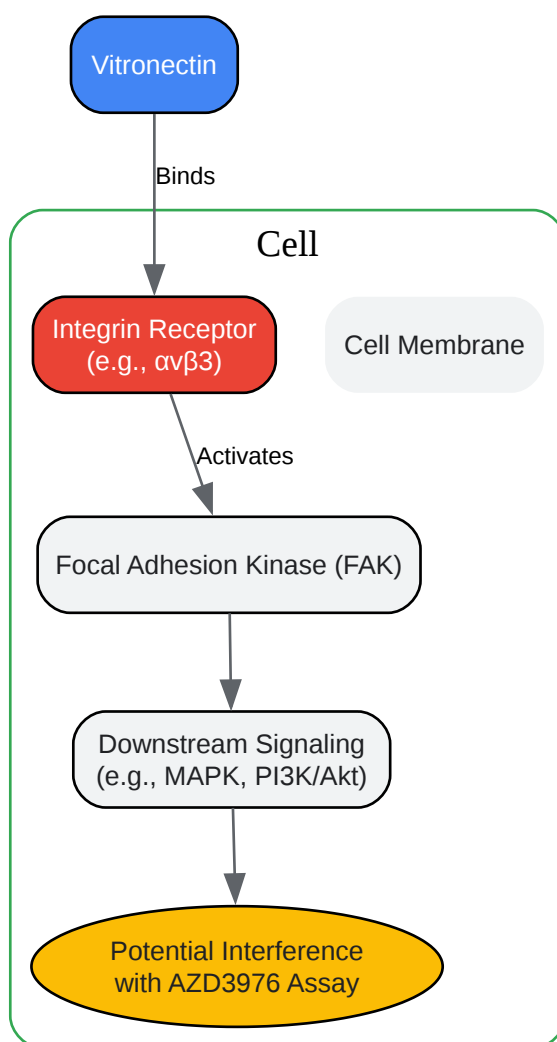 Vitronectin
Binds
Cell
Integrin Receptor
(e.g., αvβ3)
Cell Membrane
Activates
Focal Adhesion Kinase (FAK)
Downstream Signaling
(e.g., MAPK, PI3K/Akt)
Potential Interference
with AZD3976 Assay